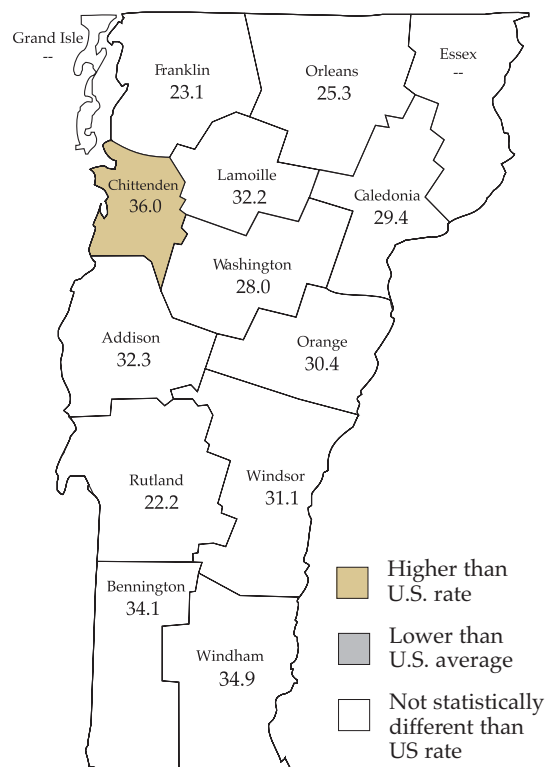 Grand Isle
--
Essex
--
Franklin
23.1
Orleans
25.3
Lamoille
32.2
Chittenden
36.0
Caledonia
29.4
Washington
28.0
Addison
32.3
Orange
30.4
Rutland
22.2
Windsor
31.1
Bennington
34.1
Windham
34.9
Higher than
U.S. rate
Lower than
U.S. average
Not statistically
different than
US rate